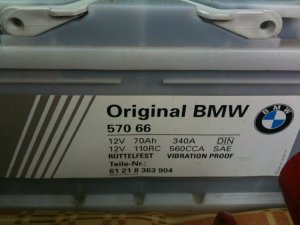 Original BMW
BMW
570 66
12V 70Ah 340A DIN
12V 110RC 560CCA SAE
RÜTTELFEST VIBRATION PROOF
Teile-Nr.:
61 21 8 363 904